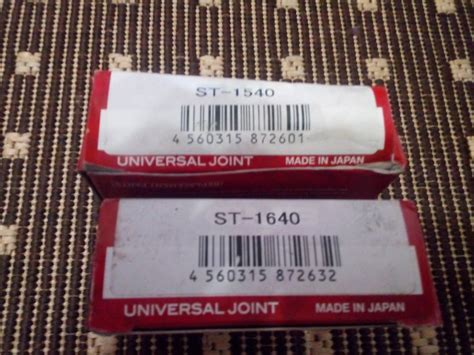 ST-1540
4 560315 872601
UNIVERSAL JOINT MADE IN JAPAN
ST-1640
4 560315 872632
UNIVERSAL JOINT MADE IN JAPAN